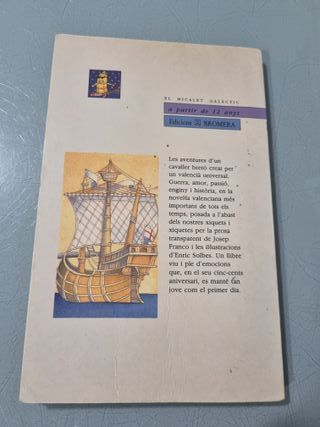 EL MICALET GALÀCTIC
a partir de 12 anys
Edicions BROMERA
Les aventures d'un
cavaller bretó creat per
un valencià universal.
Guerra, amor, passió,
enginy i història, en la
novel·la valenciana més
important de tots els
temps, posada a l'abast
dels nostres xiquets i
xiquetes per la prosa
transparent de Josep
Franco i les il·lustracions
d'Enric Solbes. Un llibre
viu i ple d'emocions
que, en el seu cinc-cents
aniversari, es manté tan
jove com el primer dia.